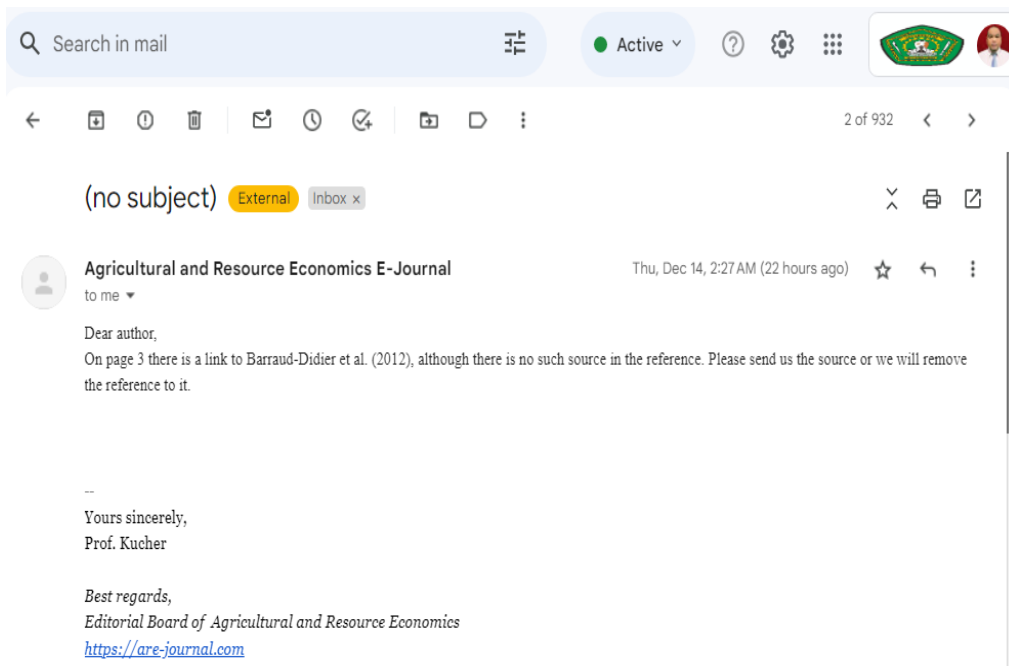 Search in mail
Active
2 of 932
(no subject) External Inbox ×
Agricultural and Resource Economics E-Journal
Thu, Dec 14, 2:27 AM (22 hours ago)
to me
Dear author,
On page 3 there is a link to Barraud-Didier et al. (2012), although there is no such source in the reference. Please send us the source or we will remove
the reference to it.
--
Yours sincerely,
Prof. Kucher
Best regards,
Editorial Board of Agricultural and Resource Economics
https://are-journal.com